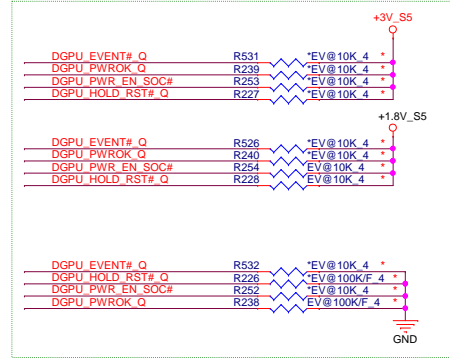 +3V_S5
DGPU_EVENT#_Q R531 *EV@10K_4 *
DGPU_PWROK_Q R239 *EV@10K_4 *
DGPU_PWR_EN_SOC# R253 *EV@10K_4 *
DGPU_HOLD_RST#_Q R227 *EV@10K_4 *
+1.8V_S5
DGPU_EVENT#_Q R526 *EV@10K_4 *
DGPU_PWROK_Q R240 *EV@10K_4 *
DGPU_PWR_EN_SOC# R254 EV@10K_4 *
DGPU_HOLD_RST#_Q R228 EV@10K_4 *
DGPU_EVENT#_Q R532 *EV@10K_4 *
DGPU_HOLD_RST#_Q R226 *EV@100K/F_4 *
DGPU_PWR_EN_SOC# R252 *EV@10K_4 *
DGPU_PWROK_Q R238 EV@100K/F_4 *
GND